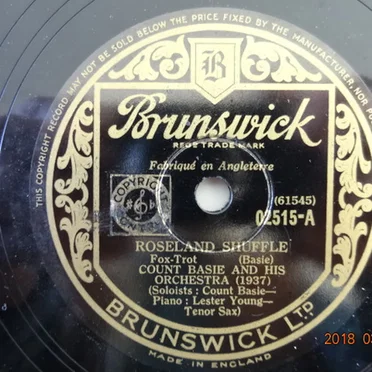 THIS COPYRIGHT RECORD MAY NOT BE SOLD BELOW THE PRICE FIXED BY THE MANUFACTURER, NOR
B
Brunswick
REGD TRADE MARK
Fabriqué en Angleterre
COPYRIGHT
(61545)
02515-A
ROSELAND SHUFFLE
Fox-Trot (Basie)
COUNT BASIE AND HIS
ORCHESTRA (1937)
(Soloists : Count Basie—
Piano : Lester Young—
Tenor Sax)
BRUNSWICK LTD
MADE IN ENGLAND
2018 0